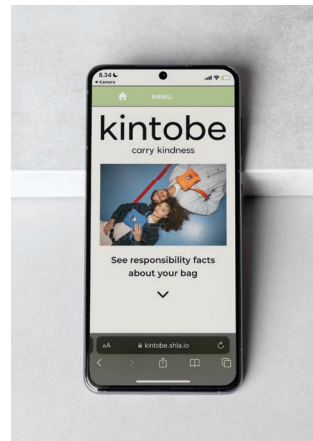 8.34
◂ Kamera
MENU
kintobe
carry kindness
See responsibility facts
about your bag
AA
kintobe.shla.io